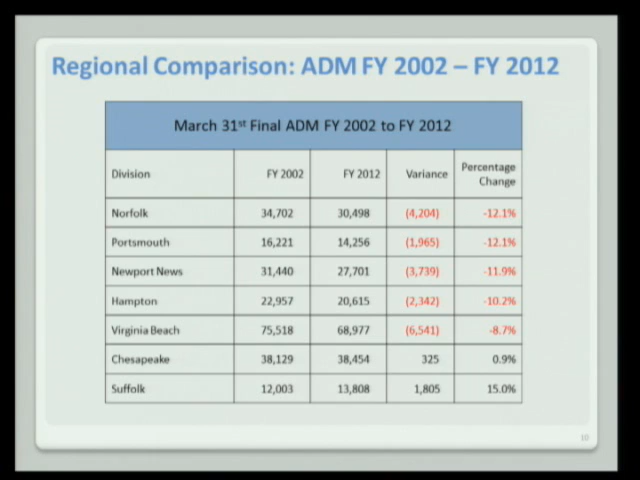 Regional Comparison: ADM FY 2002 – FY 2012
March 31st Final ADM FY 2002 to FY 2012
Division FY 2002 FY 2012 Variance Percentage Change
Norfolk 34,702 30,498 (4,204) -12.1%
Portsmouth 16,221 14,256 (1,965) -12.1%
Newport News 31,440 27,701 (3,739) -11.9%
Hampton 22,957 20,615 (2,342) -10.2%
Virginia Beach 75,518 68,977 (6,541) -8.7%
Chesapeake 38,129 38,454 325 0.9%
Suffolk 12,003 13,808 1,805 15.0%
10